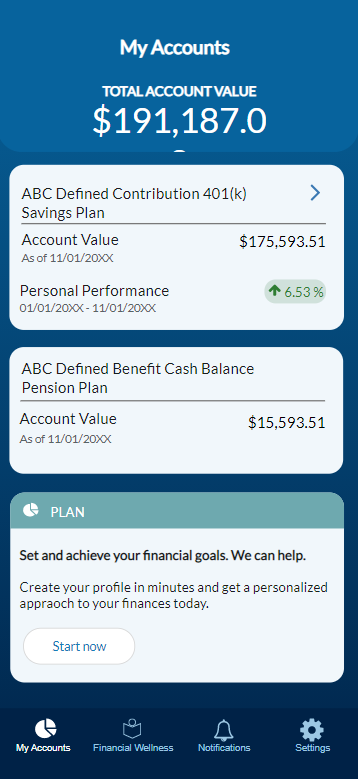 My Accounts
TOTAL ACCOUNT VALUE
$191,187.0
ABC Defined Contribution 401(k)
Savings Plan
Account Value $175,593.51
As of 11/01/20XX
Personal Performance 6.53 %
01/01/20XX - 11/01/20XX
ABC Defined Benefit Cash Balance
Pension Plan
Account Value $15,593.51
As of 11/01/20XX
PLAN
Set and achieve your financial goals. We can help.
Create your profile in minutes and get a personalized
appraoch to your finances today.
Start now
My Accounts Financial Wellness Notifications Settings